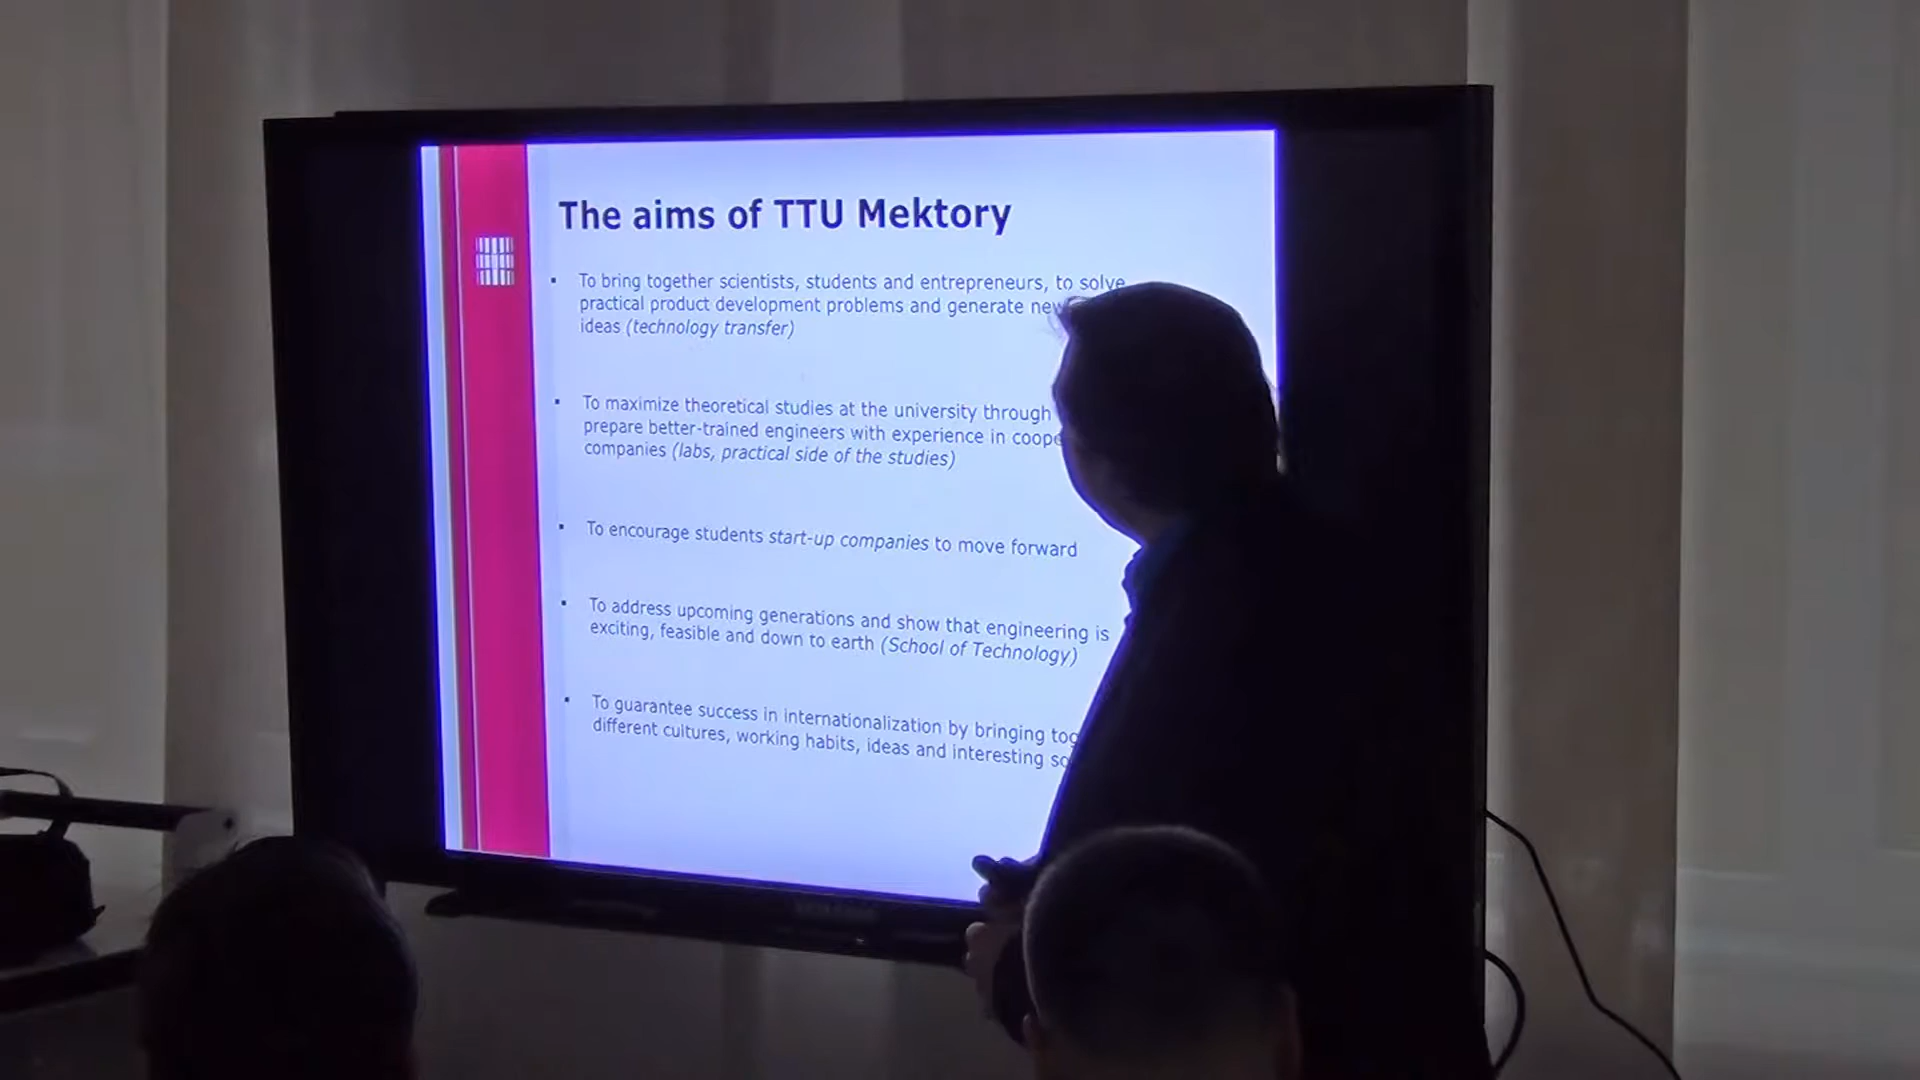 The aims of TTU Mektory
To bring together scientists, students and entrepreneurs, to solve
practical product development problems and generate new
ideas (technology transfer)
To maximize theoretical studies at the university through
prepare better-trained engineers with experience in
companies (labs, practical side of the studies)
To encourage students start-up companies to move forward
To address upcoming generations and show that engineering is
exciting, feasible and down to earth (School of Technology)
To guarantee success in internationalization by bringing
different cultures, working habits, ideas and interesting